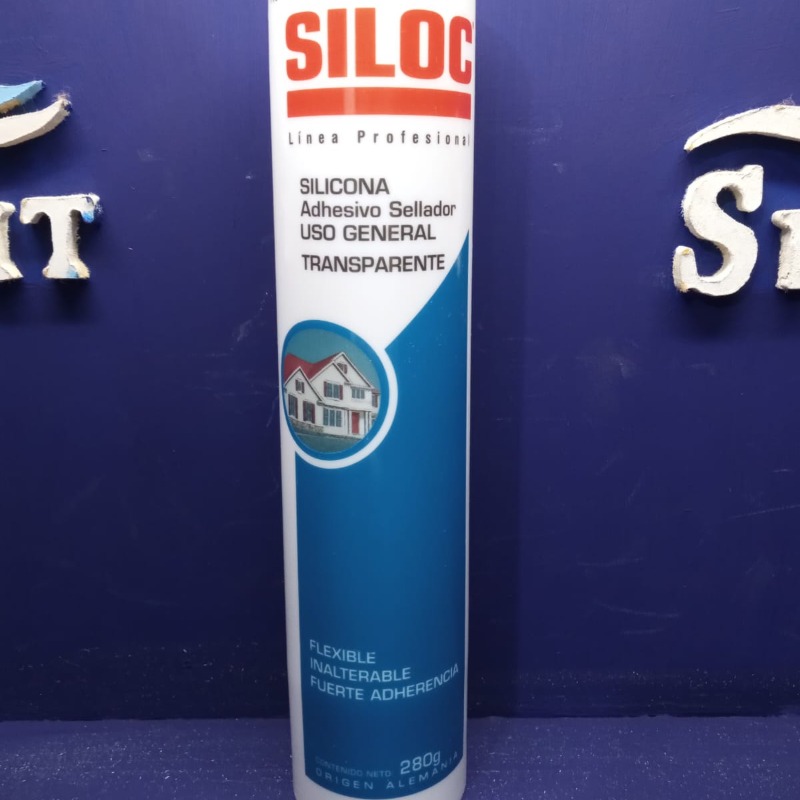 SILOC
Línea Profesional
SILICONA
Adhesivo Sellador
USO GENERAL
TRANSPARENTE
FLEXIBLE
INALTERABLE
FUERTE ADHERENCIA
CONTENIDO NETO 280g
ORIGEN ALEMANIA